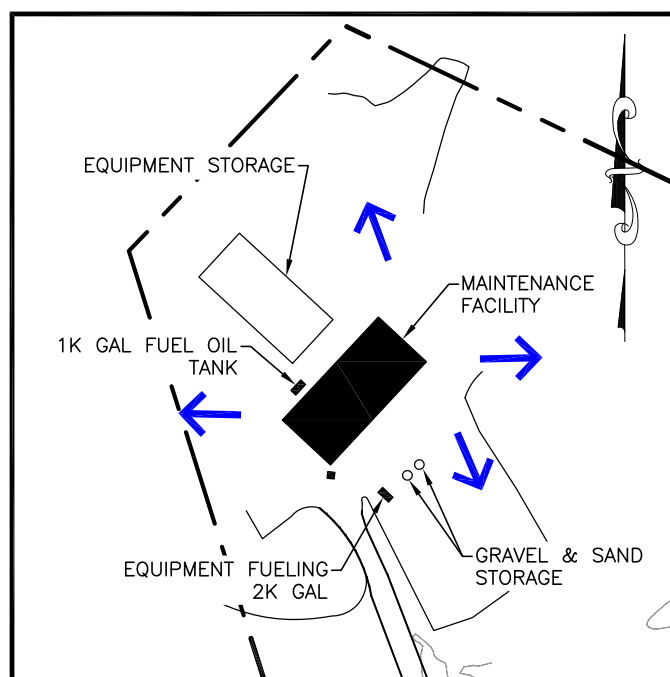 EQUIPMENT STORAGE
MAINTENANCE
FACILITY
1K GAL FUEL OIL
TANK
EQUIPMENT FUELING
2K GAL
GRAVEL & SAND
STORAGE